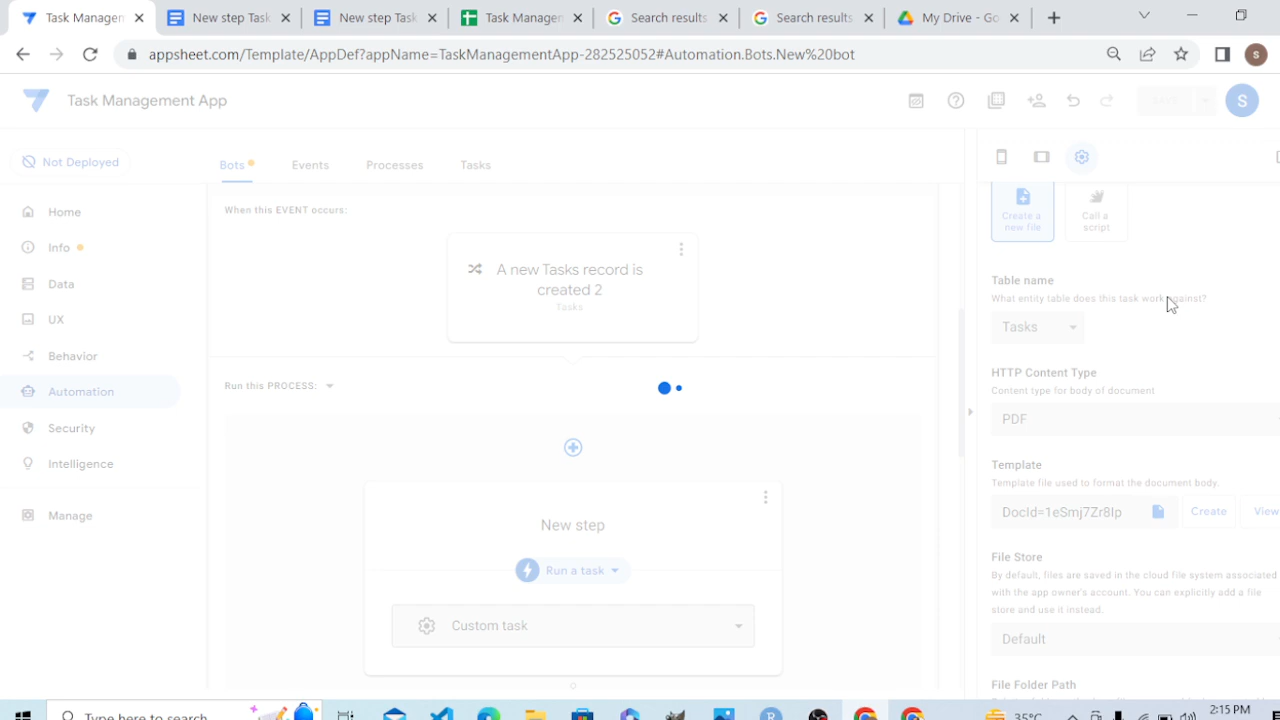 Task Managen
New step Task
New step Task
Task Managen
Search results
Search results
My Drive - Go
appsheet.com/Template/AppDef?appName=TaskManagementApp-282525052#Automation.Bots.New%20bot
S
Task Management App
SAVE
S
Not Deployed
Bots
Events
Processes
Tasks
Home
Info
Data
UX
Behavior
Automation
Security
Intelligence
Manage
When this EVENT occurs:
A new Tasks record is
created 2
Tasks
Run this PROCESS:
New step
Run a task
Custom task
Create a
new file
Call a
script
Table name
What entity table does this task work against?
Tasks
HTTP Content Type
Content type for body of document
PDF
Template
Template file used to format the document body.
DocId=1eSmj7Zr8Ip
Create
View
File Store
By default, files are saved in the cloud file system associated
with the app owner's account. You can explicitly add a file
store and use it instead.
Default
File Folder Path
Type here to search
35°C
2:15 PM